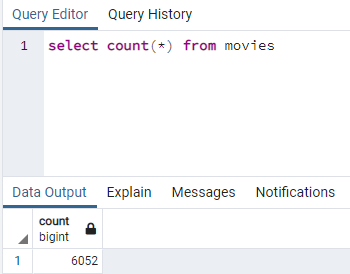 Query Editor Query History
1 select count(*) from movies
Data Output Explain Messages Notifications
count
bigint
1 6052